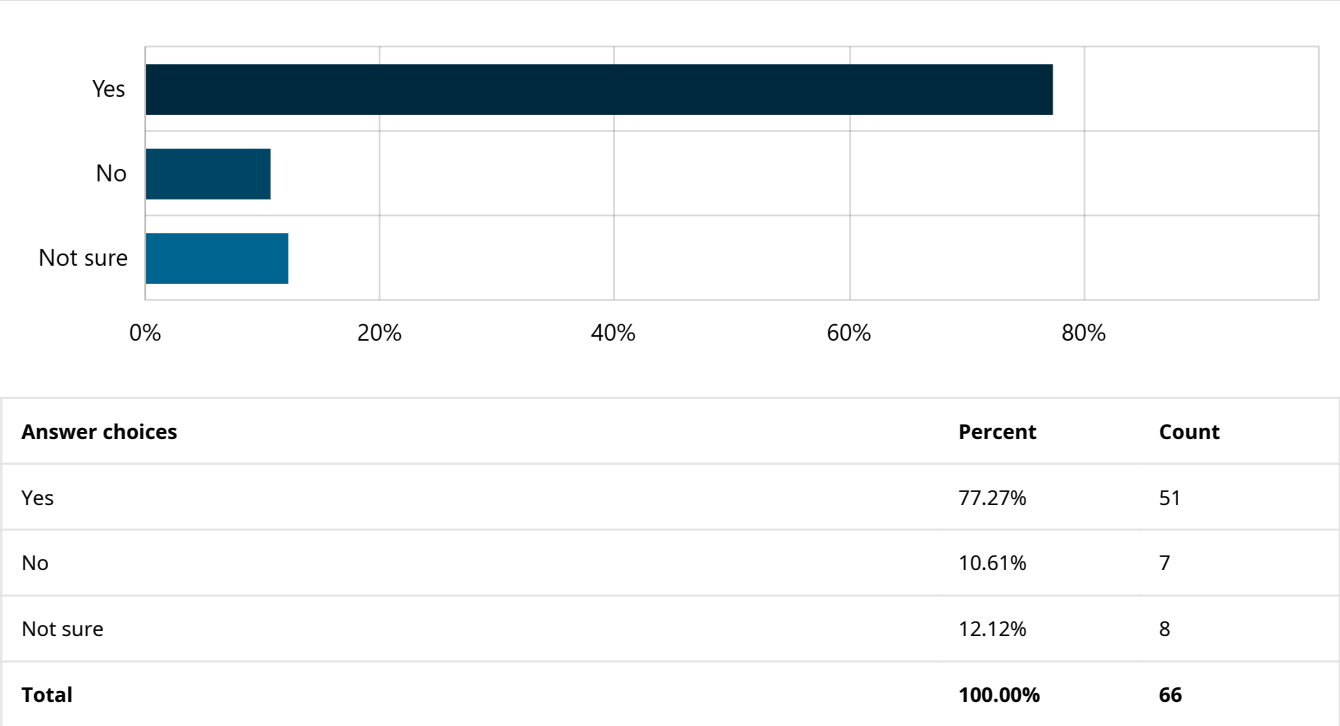 Yes
No
Not sure
0% 20% 40% 60% 80%
Answer choices Percent Count
Yes 77.27% 51
No 10.61% 7
Not sure 12.12% 8
Total 100.00% 66